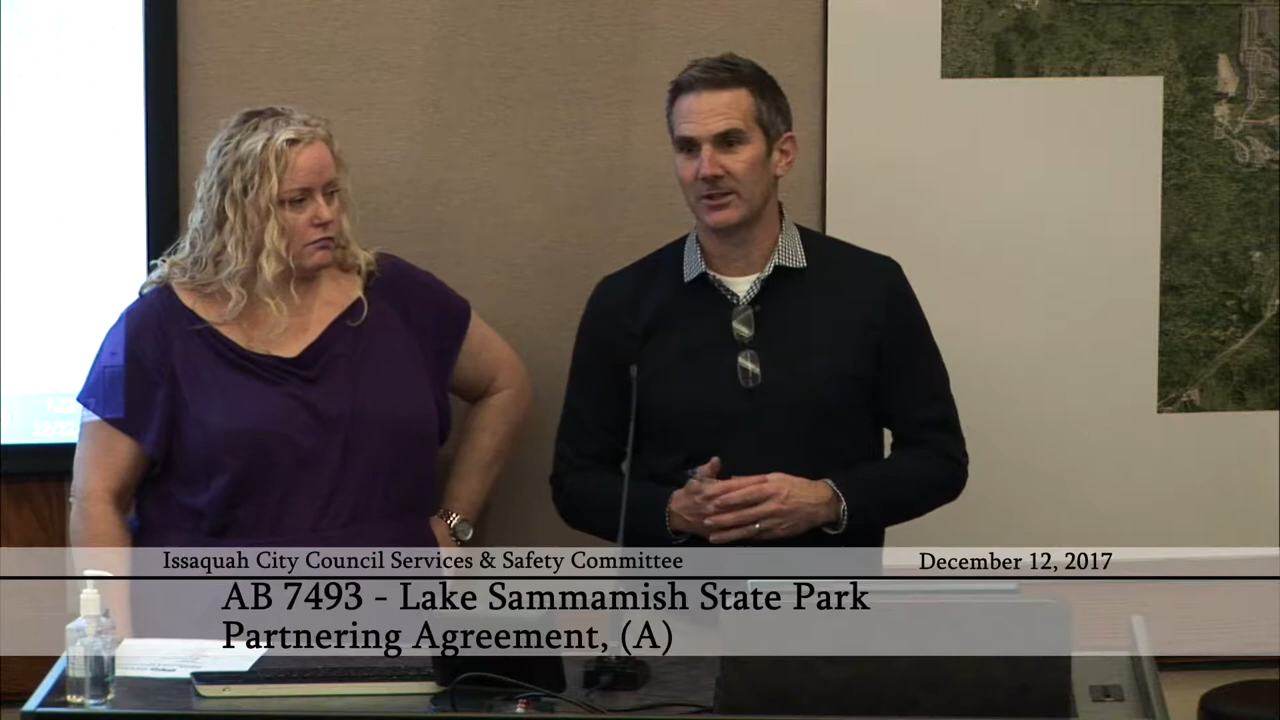 Issaquah City Council Services & Safety Committee
December 12, 2017
AB 7493 - Lake Sammamish State Park
Partnering Agreement, (A)